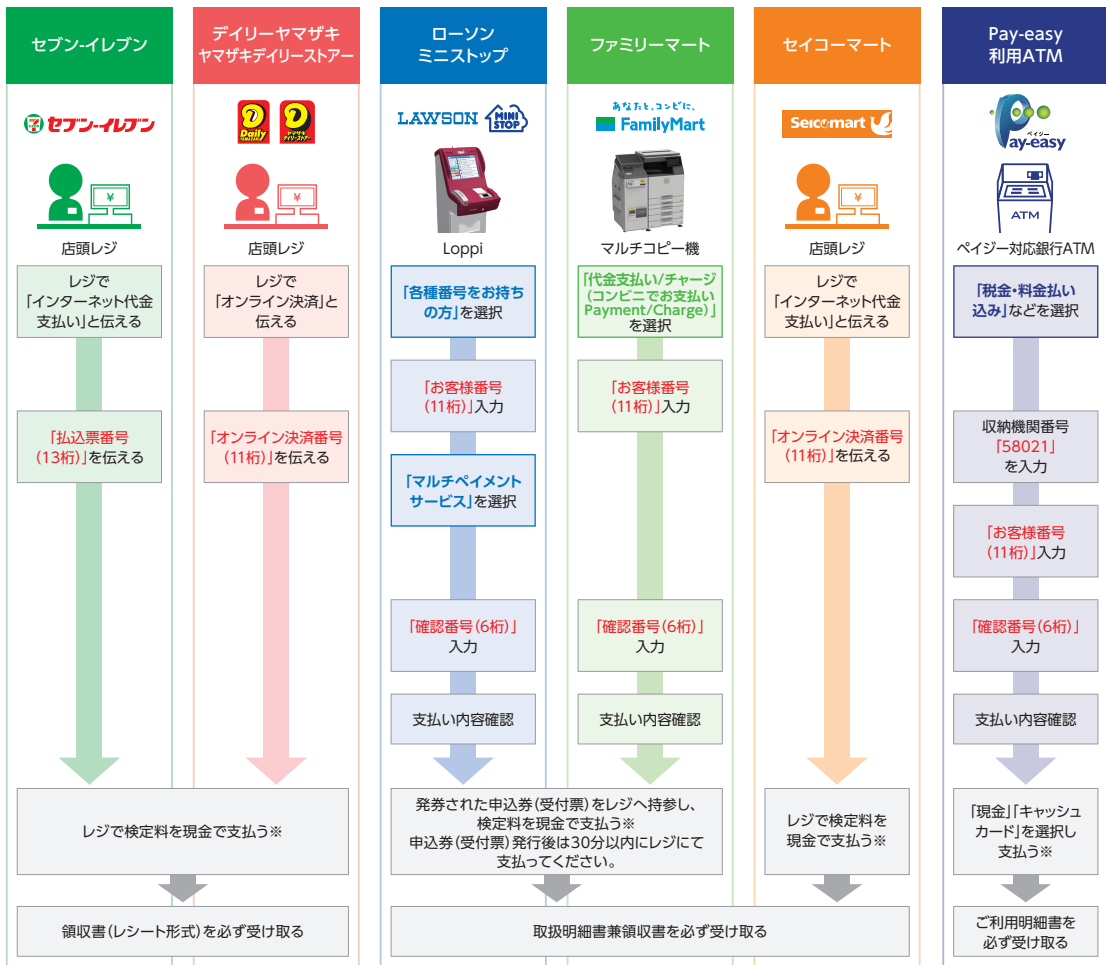 セブン-イレブン
デイリーヤマザキ
ヤマザキデイリーストアー
ローソン
ミニストップ
ファミリーマート
セイコーマート
Pay-easy
利用ATM
セブン-イレブン
Daily
YAMAZAKI
ヤマザキ
デイリーストアー
LAWSON
MINI
STOP
あなたと、コンビに、
FamilyMart
Seicomart
ペイジー
Pay-easy
¥
¥
¥
ATM
店頭レジ
店頭レジ
Loppi
マルチコピー機
店頭レジ
ペイジー対応銀行ATM
レジで
「インターネット代金
支払い」と伝える
レジで
「オンライン決済」と
伝える
「各種番号をお持ち
の方」を選択
「代金支払い/チャージ
(コンビニでお支払い
Payment/Charge)」
を選択
レジで
「インターネット代金
支払い」と伝える
「税金・料金払い
込み」などを選択
「お客様番号
(11桁)」入力
「お客様番号
(11桁)」入力
「払込票番号
(13桁)」を伝える
「オンライン決済番号
(11桁)」を伝える
「マルチペイメント
サービス」を選択
「オンライン決済番号
(11桁)」を伝える
収納機関番号
「58021」
を入力
「お客様番号
(11桁)」入力
「確認番号(6桁)」
入力
「確認番号(6桁)」
入力
「確認番号(6桁)」
入力
支払い内容確認
支払い内容確認
支払い内容確認
レジで検定料を現金で支払う※
発券された申込券(受付票)をレジへ持参し、
検定料を現金で支払う※
申込券(受付票)発行後は30分以内にレジにて
支払ってください。
レジで検定料を
現金で支払う※
「現金」「キャッシュ
カード」を選択し
支払う※
領収書(レシート形式)を必ず受け取る
取扱明細書兼領収書を必ず受け取る
ご利用明細書を
必ず受け取る